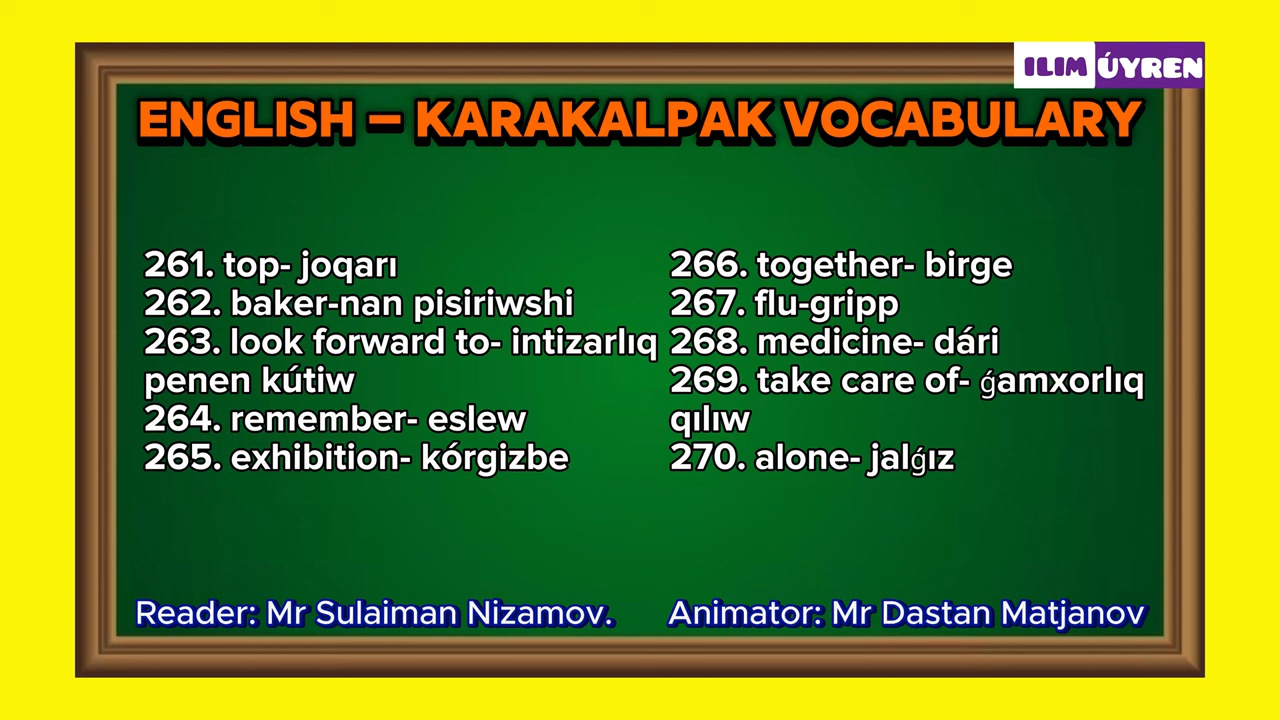 ILIM ÚYREN
ENGLISH – KARAKALPAK VOCABULARY
261. top- joqarı
262. baker-nan pisiriwshi
263. look forward to- intizarlıq
penen kútiw
264. remember- eslew
265. exhibition- kórgizbe
266. together- birge
267. flu-gripp
268. medicine- dári
269. take care of- ǵamxorlıq
qılıw
270. alone- jalǵız
Reader: Mr Sulaiman Nizamov.
Animator: Mr Dastan Matjanov